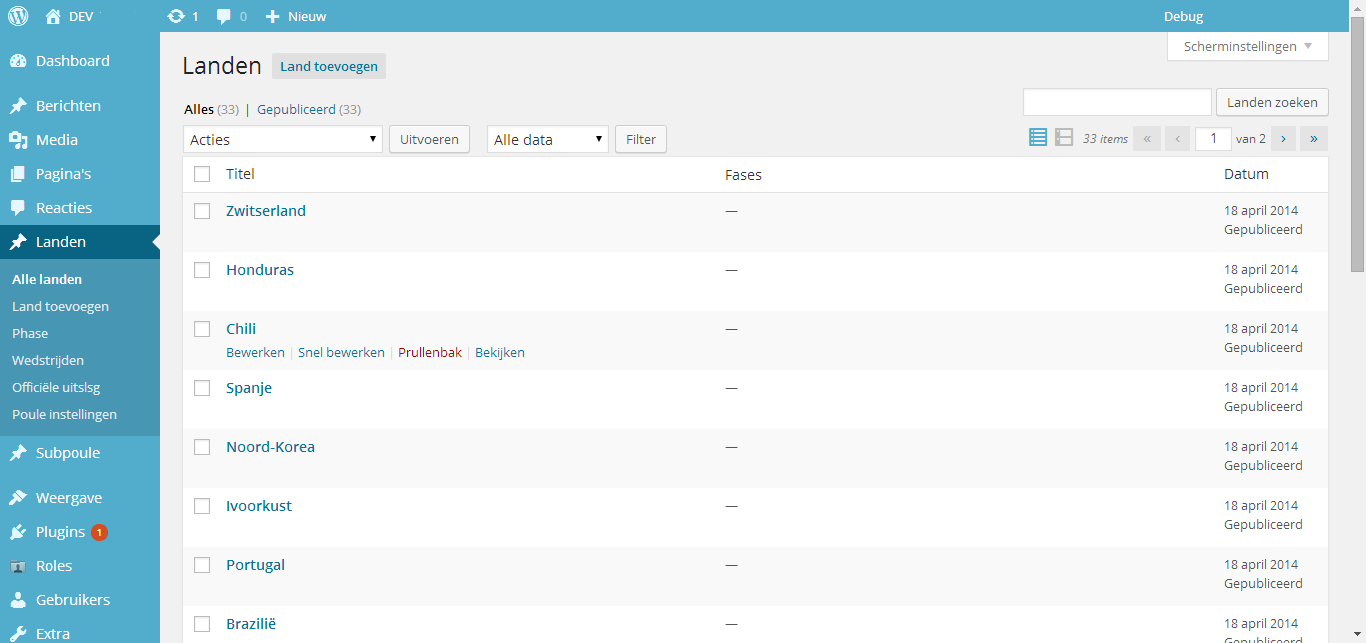 DEV
1
0
Nieuw
Debug
Dashboard
Berichten
Media
Pagina's
Reacties
Landen
Alle landen
Land toevoegen
Phase
Wedstrijden
Officiële uitslsg
Poule instellingen
Subpoule
Weergave
Plugins 1
Roles
Gebruikers
Extra
Scherminstellingen
Landen Land toevoegen
Alles (33) | Gepubliceerd (33)
Landen zoeken
Acties Uitvoeren Alle data Filter 33 items « ‹ 1 van 2 › »
Titel Fases Datum
Zwitserland — 18 april 2014
Gepubliceerd
Honduras — 18 april 2014
Gepubliceerd
Chili — 18 april 2014
Bewerken | Snel bewerken | Prullenbak | Bekijken Gepubliceerd
Spanje — 18 april 2014
Gepubliceerd
Noord-Korea — 18 april 2014
Gepubliceerd
Ivoorkust — 18 april 2014
Gepubliceerd
Portugal — 18 april 2014
Gepubliceerd
Brazilië — 18 april 2014
Gepubliceerd